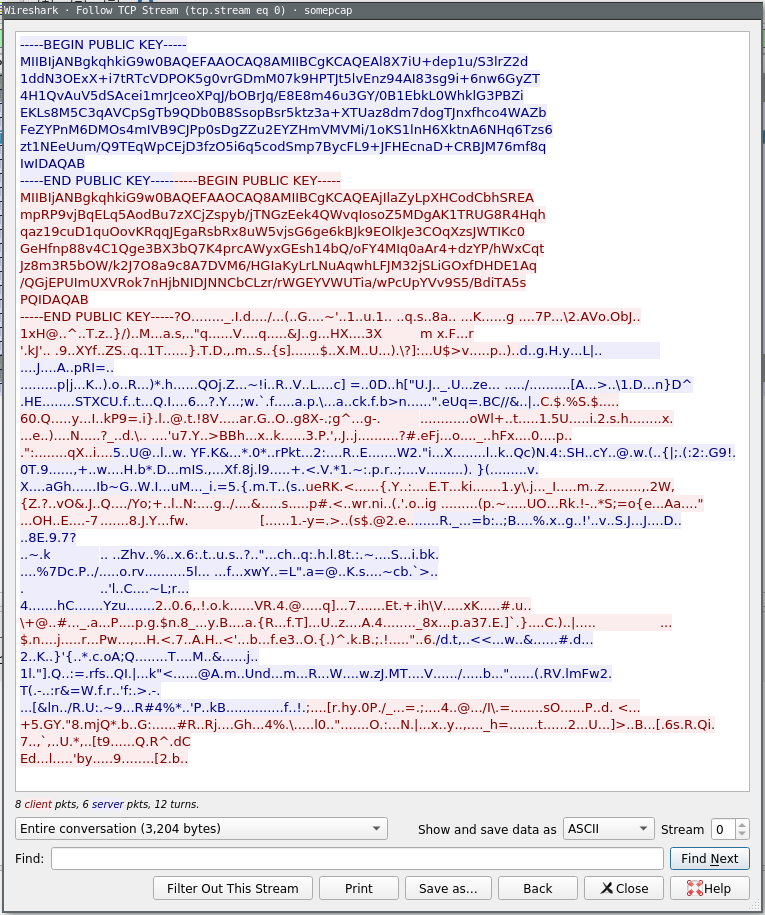 Wireshark · Follow TCP Stream (tcp.stream eq 0) · somepcap
-----BEGIN PUBLIC KEY-----
MIIBIjANBgkqhkiG9w0BAQEFAAOCAQ8AMIIBCgKCAQEAl8X7iU+dep1u/S3lrZ2d
1ddN3OExX+i7tRTcVDPOK5g0vrGDmM07k9HPTJt5lvEnz94AI83sg9i+6nw6GyZT
4H1QvAuV5dSAcei1mrJceoXPqJ/bOBrJq/E8E8m46u3GY/0B1EbkL0WhklG3PBZi
EKLs8M5C3qAVCpSgTb9QDb0B8SsopBsr5ktz3a+XTUaz8dm7dogTJnxfhco4WAZb
FeZYPnM6DMOs4mIVB9CJPp0sDgZZu2EYZHmVMVMi/1oKS1lnH6XktnA6NHq6Tzs6
zt1NEeUum/Q9TEqWpCEjD3fzO5i6q5codSmp7BycFL9+JFHEcnaD+CRBJM76mf8q
IwIDAQAB
-----END PUBLIC KEY----------BEGIN PUBLIC KEY-----
MIIBIjANBgkqhkiG9w0BAQEFAAOCAQ8AMIIBCgKCAQEAjIlaZyLpXHCodCbhSREA
mpRP9vjBqELq5AodBu7zXCjZspyb/jTNGzEek4QWvqIosoZ5MDgAK1TRUG8R4Hqh
qaz19cuD1quOovKRqqJEgaRsbRx8uW5vjsG6ge6kBJk9EOlkJe3COqXzsJWTIKc0
GeHfnp88v4C1Qge3BX3bQ7K4prcAWyxGEsh14bQ/oFY4MIq0aAr4+dzYP/hWxCqt
Jz8m3R5bOW/k2J7O8a9c8A7DVM6/HGIaKyLrLNuAqwhLFJM32jSLiGOxfDHDE1Aq
/QGjEPUImUXVRok7nHjbNIDJNNCbCLzr/rWGEYVWUTia/wPcUpYVv9S5/BdiTA5s
PQIDAQAB
-----END PUBLIC KEY-----?O........_.I.d..../...(..G....~'..1..u.1.. ..q.s..8a.. ...K......g ....7P...\2.AVo.ObJ..
1xH@..^..T.z..}/)..M...a.s,.."q......V....q.....&J..g...HX....3X m x.F...r
'.kJ'.. .9..XYf..ZS..q..1T......}.T.D.,.m..s..{s].......$..X.M..U...).\?]:...U$>v.....p..)..d..g.H.y...L|..
....J....A..pRI=..
.........p|j...K..).o..R...)*.h......QOj.Z...~!i..R..V..L....c] =..0D..h["U.J.._.U...ze... ...../.........[A...>..\1.D...n}D^
.HE.......STXCU.f..t...Q.I....6...?.Y...;w.`.f.....a.p.\...a..ck.f.b>n......".eUq=.BC//&..|..C.$.%S.$.....
60.Q.....y...I..kP9=.i}.l..@.t.!8V.....ar.G..O..g8X-.;g^...g-. ............oWl+..t.....1.5U.....i.2.s.h........x.
...e..)....N.....?_..d.\.. ....'u7.Y..>BBh...x..k......3.P.'..J..j..........?#.eFj...o...._..hFx....0....p..
.":......qX..i....5..U@..l..w. YF.K&...*.0*..rPkt...2:....R..E......W2."i...X.......l..k..Qc)N.4:.SH..cY..@.w.(..{|;.(:2:.G9!.
0T.9......,+..w....H.b*.D...mIS.,...Xf.8j.l9.....+.<.V.*1.~:.p.r..;....v.........). }(.........v.
X....aGh......Ib~G..W.I...uM..._.i.=5.{.m.T..(s..ueRK.<......{.Y..:....E.T...ki.......1.y\.j..._I.....m..z......,..2W,
{Z.?..vO&.J..Q..../Yo;+..l..N:....g../....&.....s.....p#.<..wr.ni..(.'.o..ig .........(p.~.....UO...Rk.!-..*S;=o{e...Aa...."
...OH..E....-7.......8.J.Y...fw. [......1.-y=.>..(s$.@2.e........R._...=b:..;B....%.x..g..!'..v..S.J...J....D..
..8E.9.7?
..~.k .. ..Zhv..%..x.6:.t..u.s..?.."...ch..q:.h.l.8t.:.~....S...i.bk.
....%7Dc.P../.....o.rv..........5l... ...f...xwY..=L".a=@..K.s....~cb.`>..
. ..'l..C....~L;r...
4.......hC.......Yzu......2..0.6,.!.o.k......VR.4.@.....q]...7.......Et.+.ih\V.....xK.....#.u..
\+@..#..._.a...P....p.g.$n.8_...y.B....a.{R...f.T]...U..z....A.4........_8x...p.a37.E.]`.}....C.)..|..... ...
$.n....j.....r...Pw...,...H.<.7..A.H..<'...b...f.e3..O.{.)^.k.B.;.!....."..6./d.t,..<<...w..&......#.d...
2..K..}'{..*.c.oA;Q........T....M..&......j..
1l."].Q..:=.rfs..QI.|...k"<......@A.m..Und...m...R...W....w.zJ.MT....V....../.....b..."......(.RV.lmFw2.
T(.-..:r&=W.f.r..'f:.>.-.
...[&ln../R.U:.~9...R#4%*..'P..kB.............f..!.;....[r.hy.0P./_...=.;....4..@.../I\.=........sO......P..d. <...
+5.GY."8.mjQ*.b..G:......#R..Rj....Gh...4%.\.....l0.."......O.:...N.|...x..y..,...._h=.......t......2...U...]>..B...[.6s.R.Qi.
7..,`,..U.*,..[t9......Q.R^.dC
Ed...l.....'by.....9........[2.b..
8 client pkts, 6 server pkts, 12 turns.
Entire conversation (3,204 bytes)
Show and save data as
ASCII
Stream
0
Find:
Find Next
Filter Out This Stream
Print
Save as...
Back
Close
Help